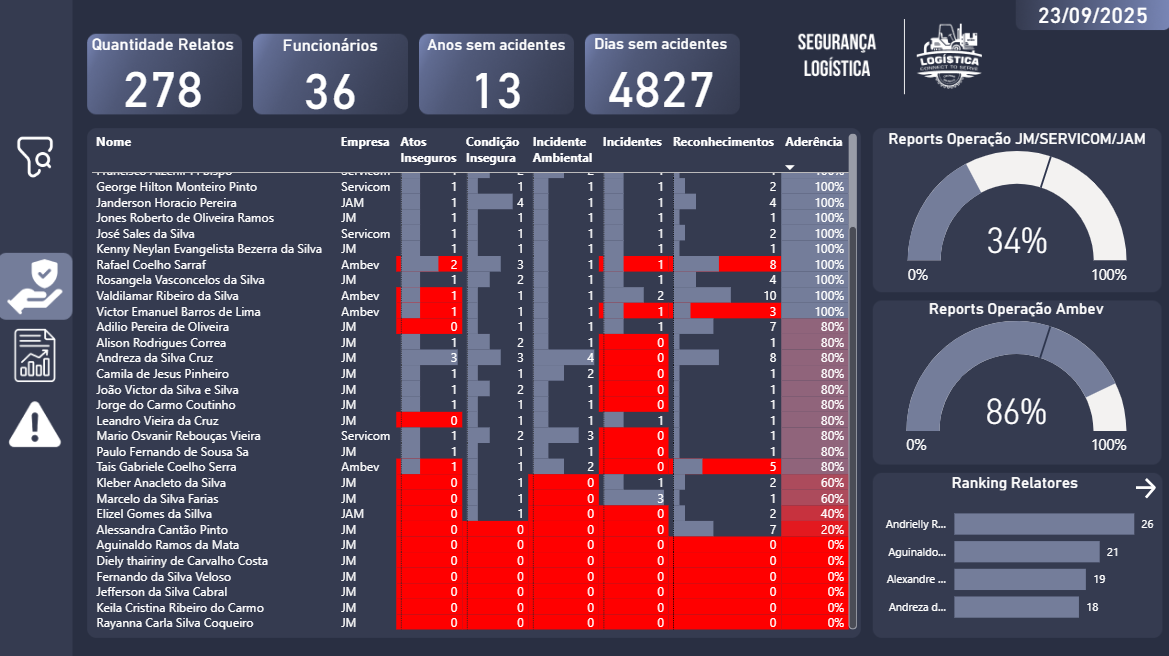 23/09/2025
Quantidade Relatos
278
Funcionários
36
Anos sem acidentes
13
Dias sem acidentes
4827
SEGURANÇA
LOGÍSTICA
LOGÍSTICA
CONNECT TO SERVE
Nome Empresa Atos Inseguros Condição Insegura Incidente Ambiental Incidentes Reconhecimentos Aderência
George Hilton Monteiro Pinto Servicom 1 1 1 1 2 100%
Janderson Horacio Pereira JAM 1 4 1 1 4 100%
Jones Roberto de Oliveira Ramos JM 1 1 1 1 1 100%
José Sales da Silva Servicom 1 1 1 1 2 100%
Kenny Neylan Evangelista Bezerra da Silva JM 1 1 1 1 1 100%
Rafael Coelho Sarraf Ambev 2 3 1 1 8 100%
Rosangela Vasconcelos da Silva JM 1 2 1 1 4 100%
Valdilamar Ribeiro da Silva Ambev 1 1 1 2 10 100%
Victor Emanuel Barros de Lima Ambev 1 1 1 1 3 100%
Adilio Pereira de Oliveira JM 0 1 1 1 7 80%
Alison Rodrigues Correa JM 1 2 1 0 1 80%
Andreza da Silva Cruz JM 3 3 4 0 8 80%
Camila de Jesus Pinheiro JM 1 1 2 0 1 80%
João Victor da Silva e Silva JM 1 2 1 0 1 80%
Jorge do Carmo Coutinho JM 1 1 1 0 1 80%
Leandro Vieira da Cruz JM 0 1 1 1 1 80%
Mario Osvanir Rebouças Vieira Servicom 1 2 3 0 1 80%
Paulo Fernando de Sousa Sa JM 1 1 1 0 1 80%
Tais Gabriele Coelho Serra Ambev 1 1 2 0 5 80%
Kleber Anacleto da Silva JM 0 1 0 1 2 60%
Marcelo da Silva Farias JM 0 1 0 3 1 60%
Elizel Gomes da Sillva JAM 0 1 0 0 2 40%
Alessandra Cantão Pinto JM 0 0 0 0 7 20%
Aguinaldo Ramos da Mata JM 0 0 0 0 0 0%
Diely thairiny de Carvalho Costa JM 0 0 0 0 0 0%
Fernando da Silva Veloso JM 0 0 0 0 0 0%
Jefferson da Silva Cabral JM 0 0 0 0 0 0%
Keila Cristina Ribeiro do Carmo JM 0 0 0 0 0 0%
Rayanna Carla Silva Coqueiro JM 0 0 0 0 0 0%
Reports Operação JM/SERVICOM/JAM
34%
0% 100%
Reports Operação Ambev
86%
0% 100%
Ranking Relatores
Andrielly R... 26
Aguinaldo... 21
Alexandre ... 19
Andreza d... 18